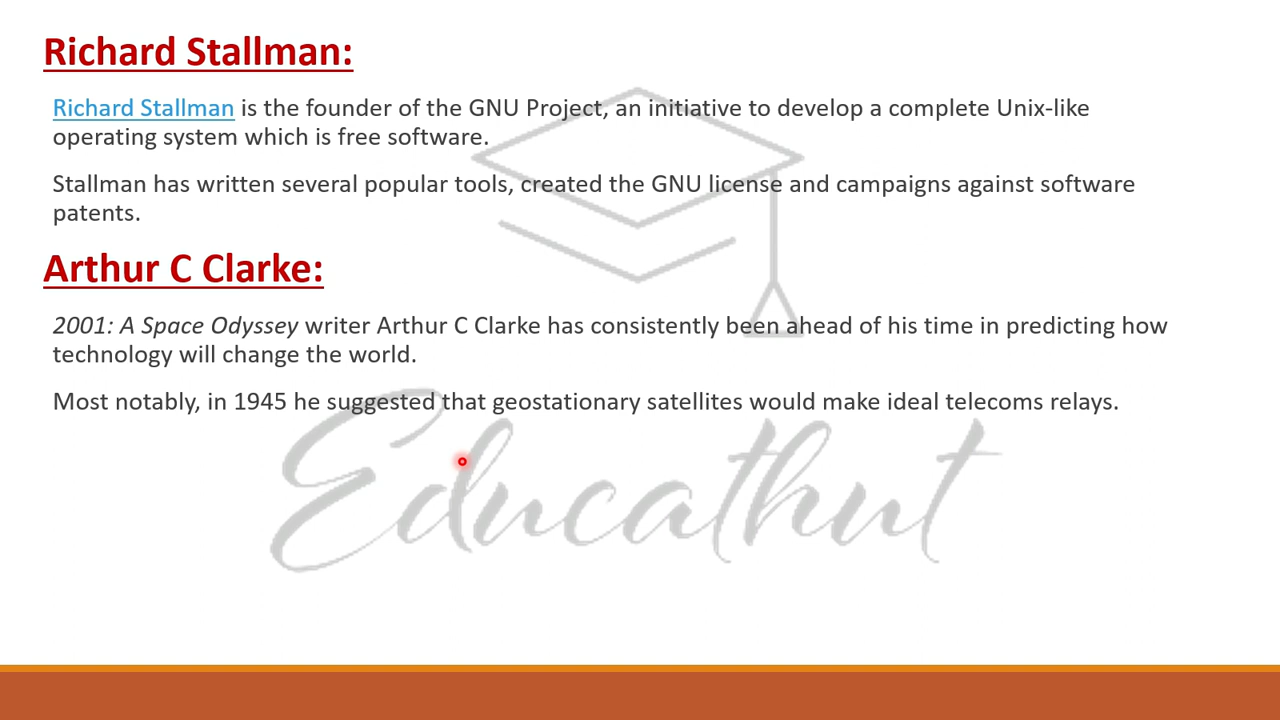 Richard Stallman:
Richard Stallman is the founder of the GNU Project, an initiative to develop a complete Unix-like
operating system which is free software.
Stallman has written several popular tools, created the GNU license and campaigns against software
patents.
Arthur C Clarke:
2001: A Space Odyssey writer Arthur C Clarke has consistently been ahead of his time in predicting how
technology will change the world.
Most notably, in 1945 he suggested that geostationary satellites would make ideal telecoms relays.
Educathut